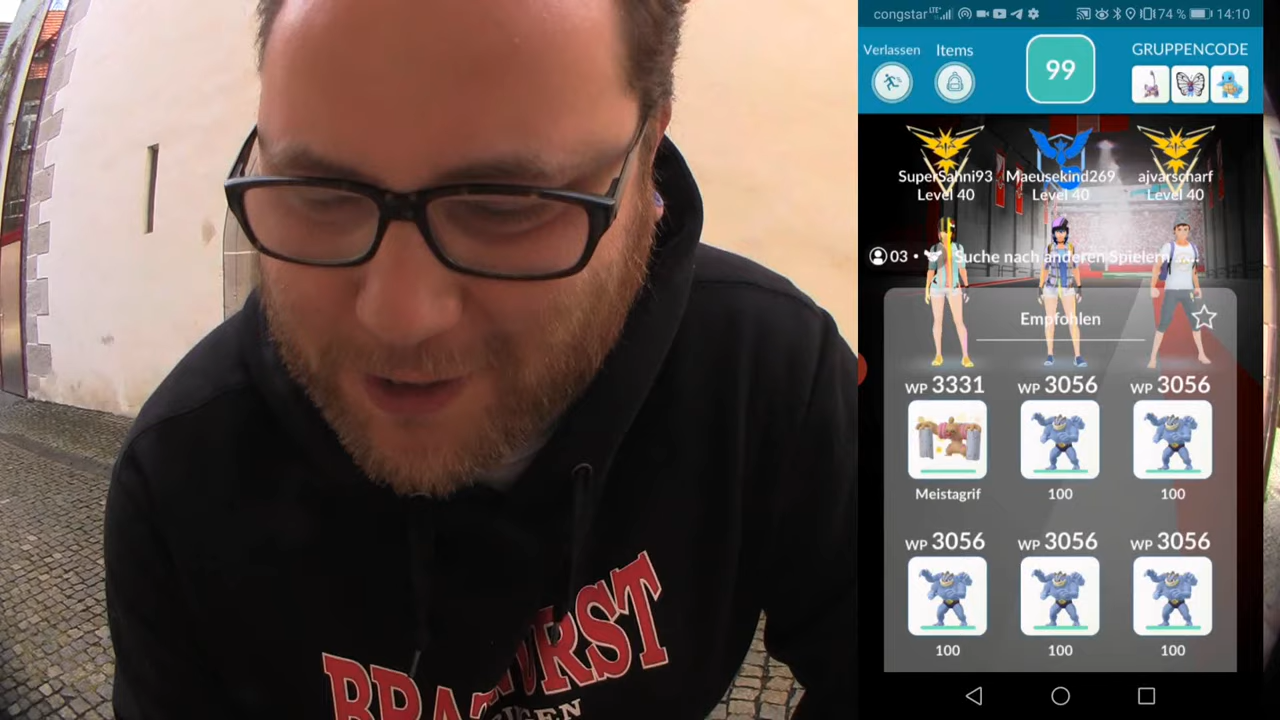 congstar LTE 74 % 14:10
Verlassen Items 99 GRUPPENCODE
SuperSahni93 Maeusekind269 ajvarscharf
Level 40 Level 40 Level 40
03 • Suche nach anderen Spielern ...
Empfohlen
WP 3331 WP 3056 WP 3056
Meistagrif 100 100
WP 3056 WP 3056 WP 3056
100 100 100
BRATWURST